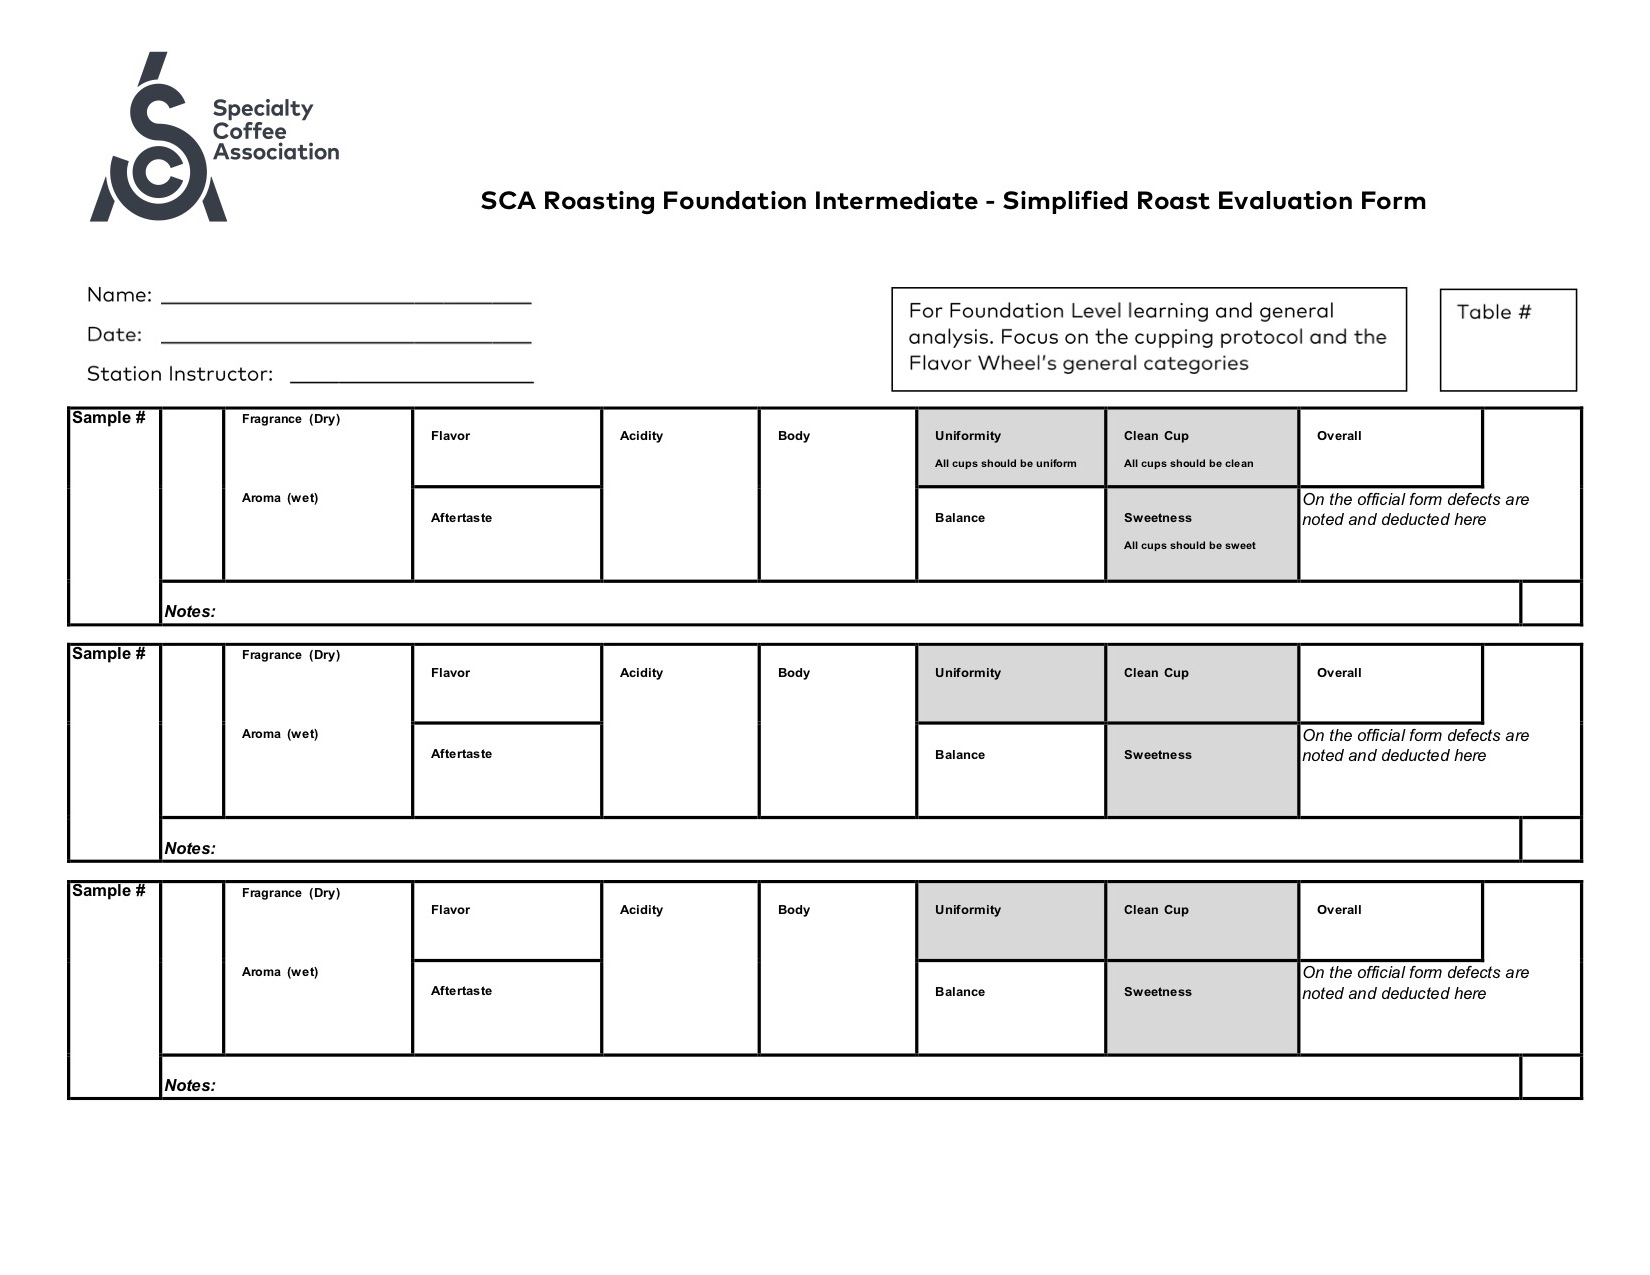 Specialty
Coffee
Association
SCA Roasting Foundation Intermediate - Simplified Roast Evaluation Form
Name:
Date:
Station Instructor:
For Foundation Level learning and general
analysis. Focus on the cupping protocol and the
Flavor Wheel's general categories
Table #
Sample #
Fragrance (Dry)
Flavor
Acidity
Body
Uniformity
Clean Cup
Overall
All cups should be uniform
All cups should be clean
Aroma (wet)
Aftertaste
Balance
Sweetness
All cups should be sweet
On the official form defects are
noted and deducted here
Notes:
Sample #
Fragrance (Dry)
Flavor
Acidity
Body
Uniformity
Clean Cup
Overall
Aroma (wet)
Aftertaste
Balance
Sweetness
On the official form defects are
noted and deducted here
Notes:
Sample #
Fragrance (Dry)
Flavor
Acidity
Body
Uniformity
Clean Cup
Overall
Aroma (wet)
Aftertaste
Balance
Sweetness
On the official form defects are
noted and deducted here
Notes: